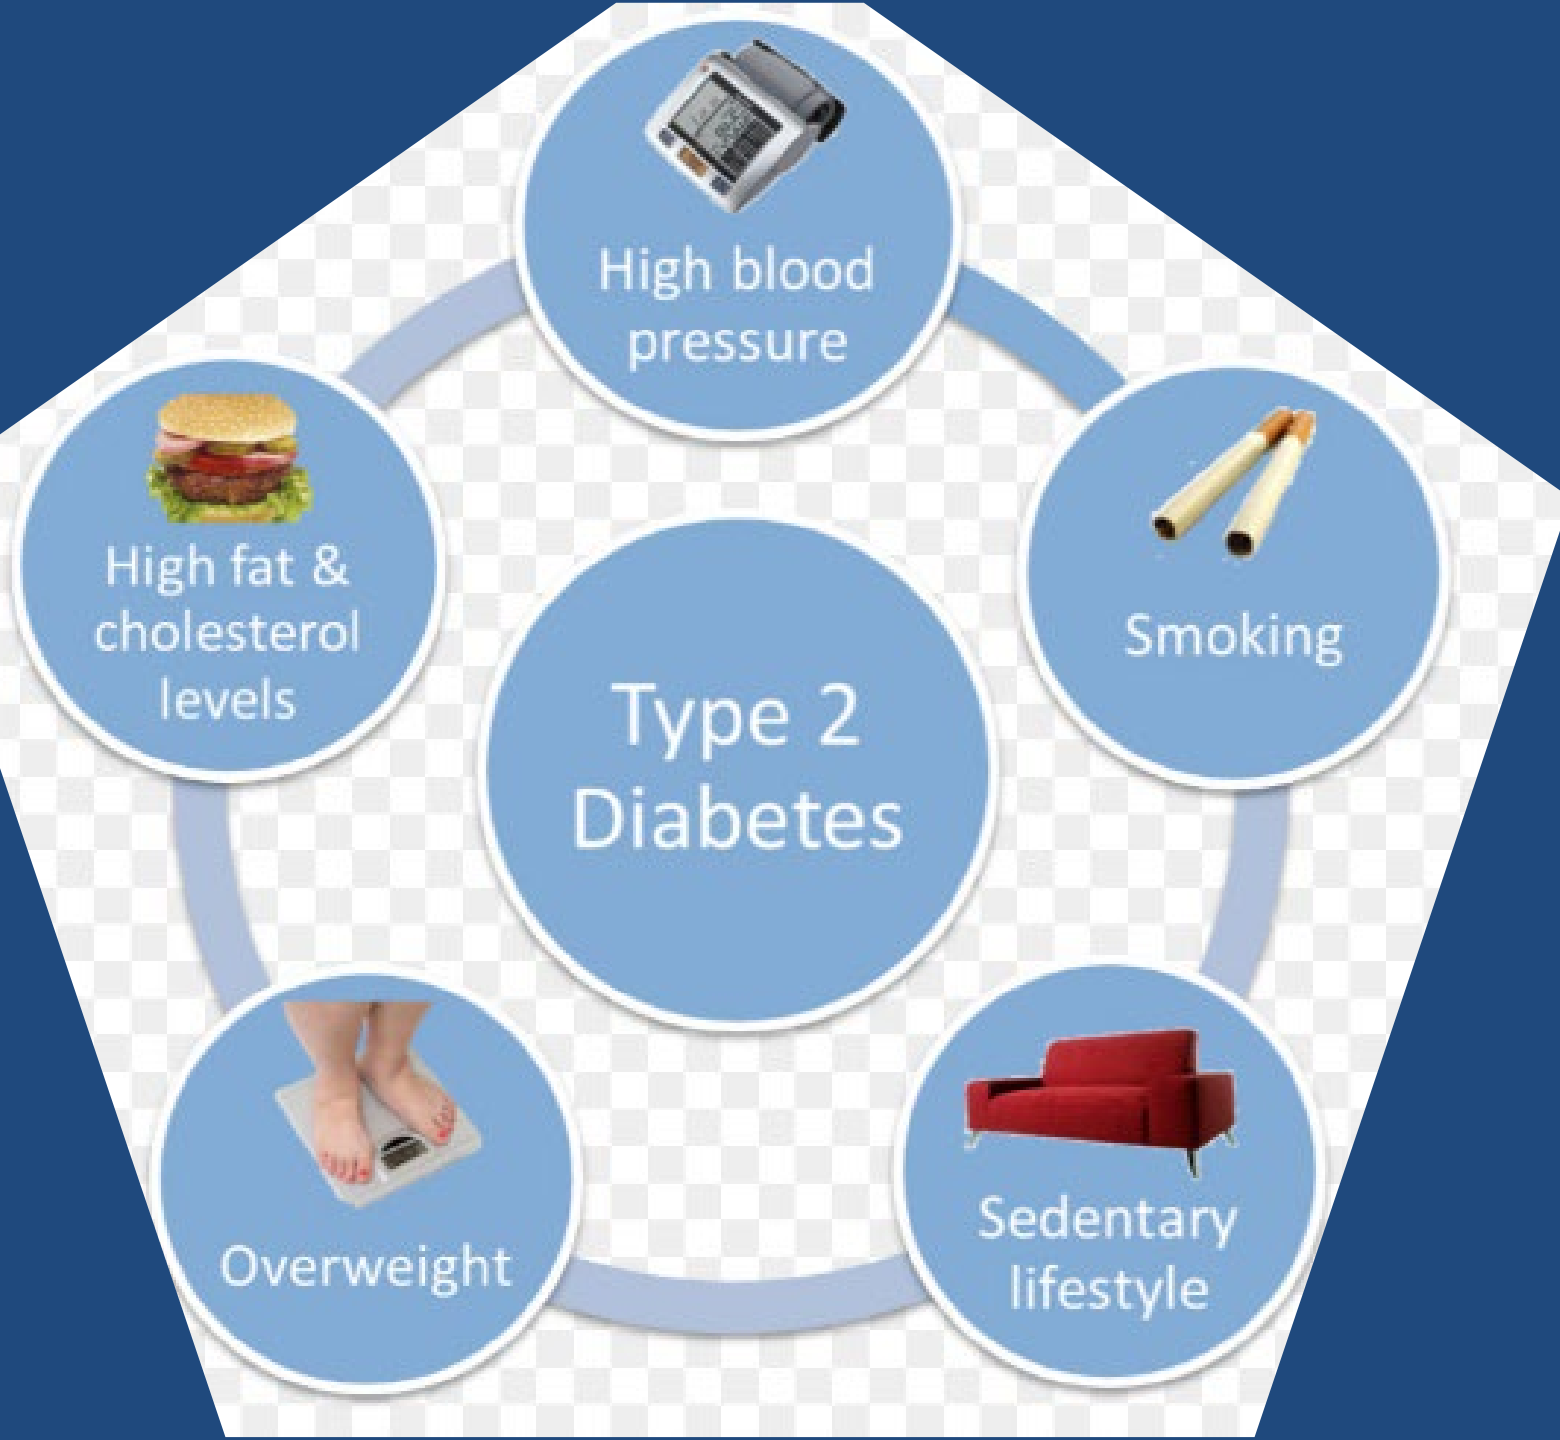 High blood
pressure
Smoking
Sedentary
lifestyle
Overweight
High fat &
cholesterol
levels
Type 2
Diabetes